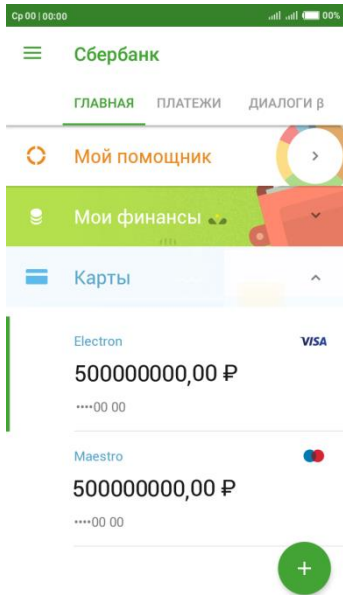 Ср 00 | 00:00 00%
Сбербанк
ГЛАВНАЯ ПЛАТЕЖИ ДИАЛОГИ β
Мой помощник
Мои финансы
Карты
Electron VISA
500000000,00 ₽
····00 00
Maestro
500000000,00 ₽
····00 00